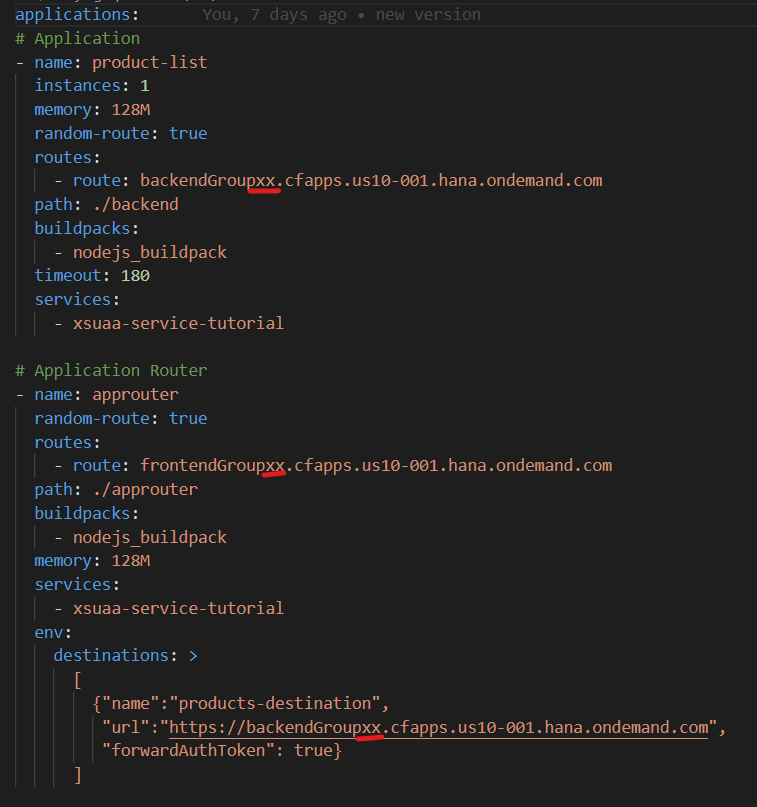 applications: You, 7 days ago • new version
# Application
- name: product-list
instances: 1
memory: 128M
random-route: true
routes:
- route: backendGroupxx.cfapps.us10-001.hana.ondemand.com
path: ./backend
buildpacks:
- nodejs_buildpack
timeout: 180
services:
- xsuaa-service-tutorial
# Application Router
- name: approuter
random-route: true
routes:
- route: frontendGroupxx.cfapps.us10-001.hana.ondemand.com
path: ./approuter
buildpacks:
- nodejs_buildpack
memory: 128M
services:
- xsuaa-service-tutorial
env:
destinations: >
[
{"name":"products-destination",
"url":"https://backendGroupxx.cfapps.us10-001.hana.ondemand.com",
"forwardAuthToken": true}
]